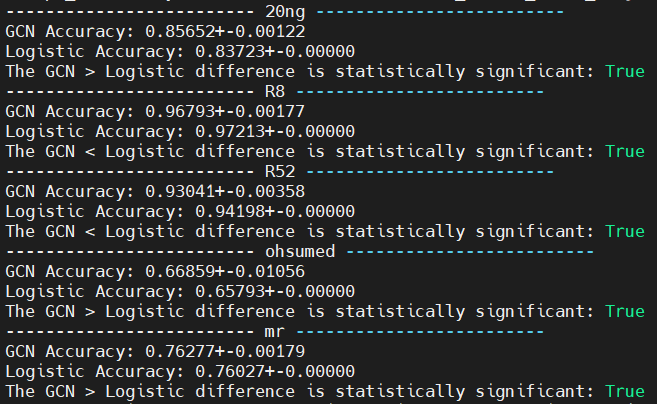 ------------------------ 20ng ------------------------
GCN Accuracy: 0.85652+-0.00122
Logistic Accuracy: 0.83723+-0.00000
The GCN > Logistic difference is statistically significant: True
------------------------ R8 ------------------------
GCN Accuracy: 0.96793+-0.00177
Logistic Accuracy: 0.97213+-0.00000
The GCN < Logistic difference is statistically significant: True
------------------------ R52 ------------------------
GCN Accuracy: 0.93041+-0.00358
Logistic Accuracy: 0.94198+-0.00000
The GCN < Logistic difference is statistically significant: True
------------------------ ohsumed ------------------------
GCN Accuracy: 0.66859+-0.01056
Logistic Accuracy: 0.65793+-0.00000
The GCN > Logistic difference is statistically significant: True
------------------------ mr ------------------------
GCN Accuracy: 0.76277+-0.00179
Logistic Accuracy: 0.76027+-0.00000
The GCN > Logistic difference is statistically significant: True